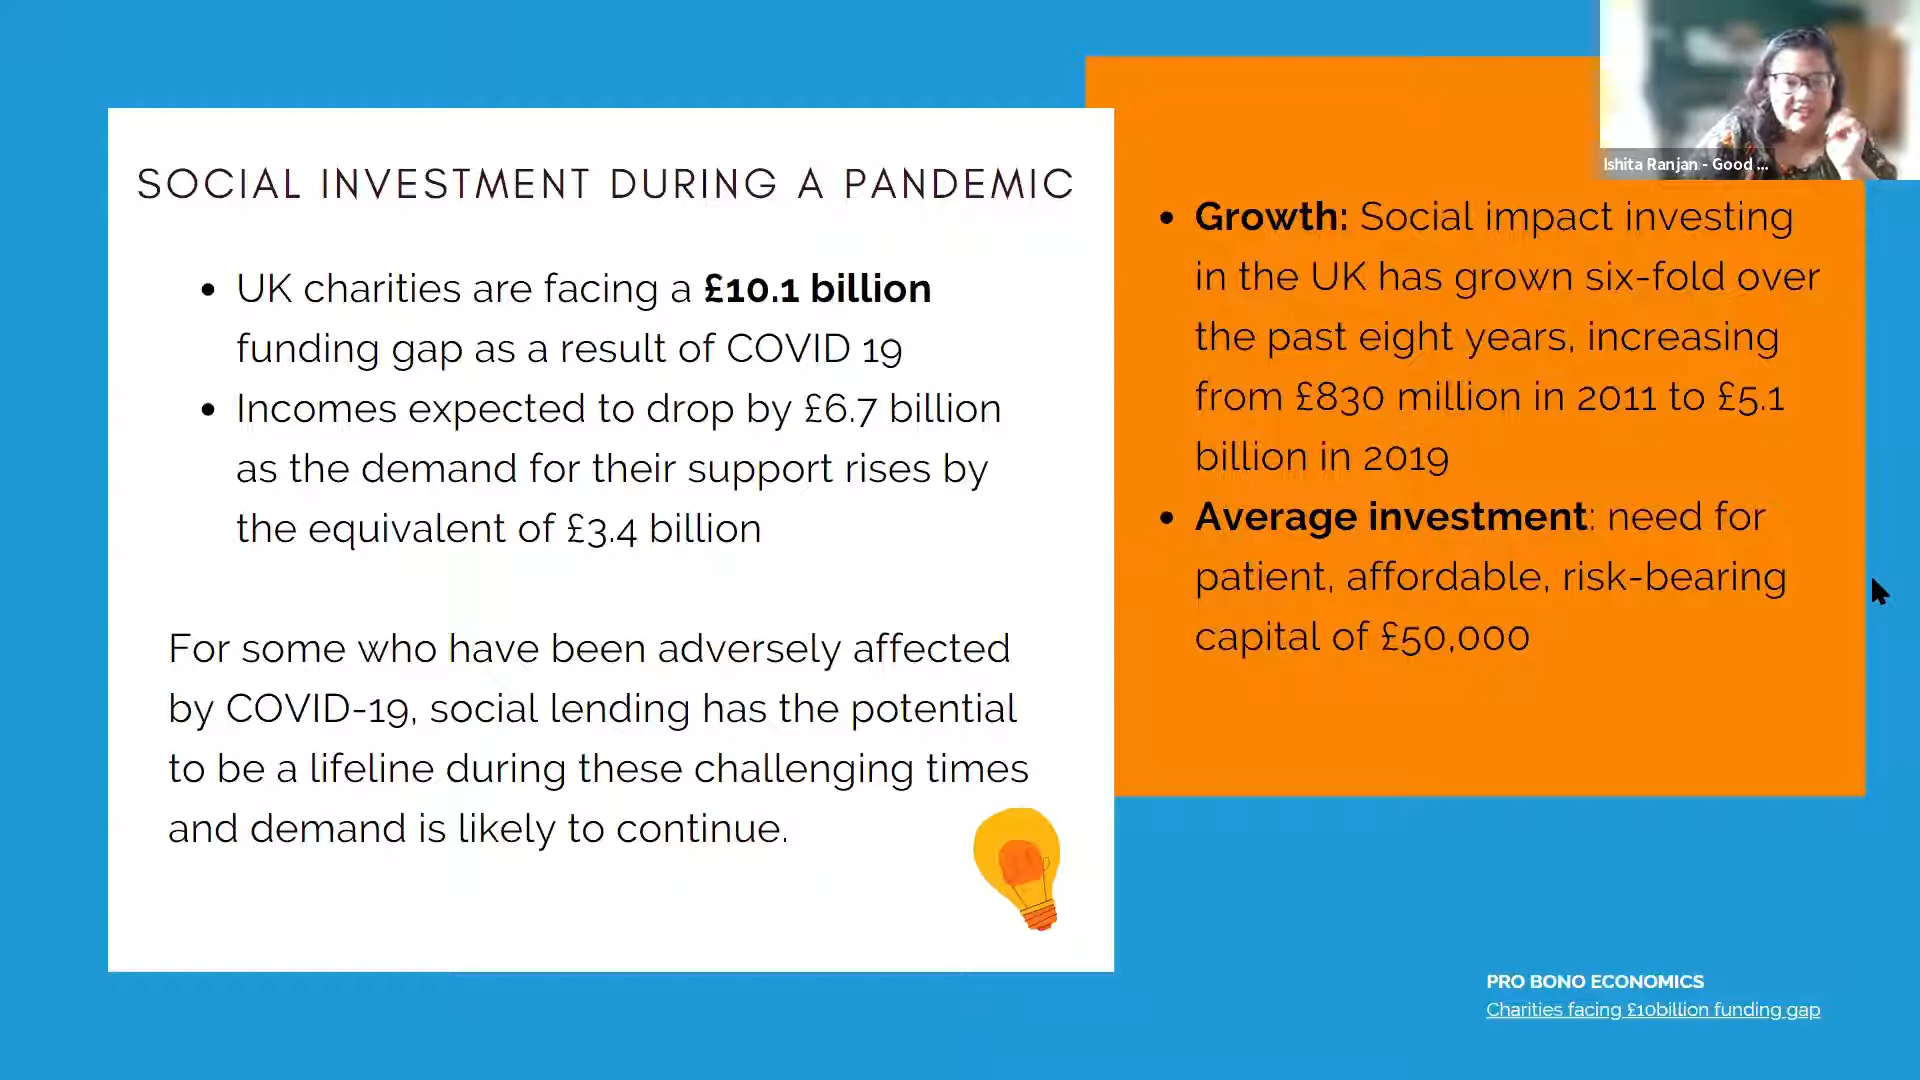 SOCIAL INVESTMENT DURING A PANDEMIC
• UK charities are facing a £10.1 billion
funding gap as a result of COVID 19
• Incomes expected to drop by £6.7 billion
as the demand for their support rises by
the equivalent of £3.4 billion
For some who have been adversely affected
by COVID-19, social lending has the potential
to be a lifeline during these challenging times
and demand is likely to continue.
Ishita Ranjan - Good ...
• Growth: Social impact investing
in the UK has grown six-fold over
the past eight years, increasing
from £830 million in 2011 to £5.1
billion in 2019
• Average investment: need for
patient, affordable, risk-bearing
capital of £50,000
PRO BONO ECONOMICS
Charities facing £10billion funding gap